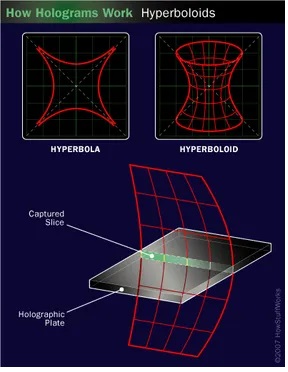 How Holograms Work Hyperboloids
HYPERBOLA
HYPERBOLOID
Captured
Slice
Holographic
Plate
©2007 HowStuffWorks